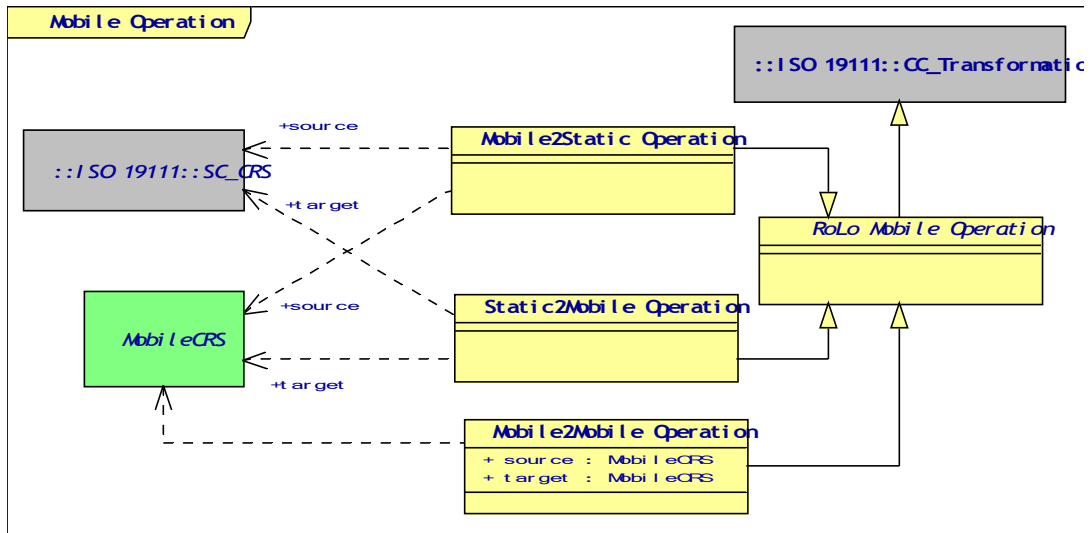 Mobile Operation
::ISO 19111::CC_Transformatio
+source
Mobile2Static Operation
::ISO 19111::SC_CRS
+target
RoLo Mobile Operation
+source
Static2Mobile Operation
MobileCRS
+target
Mobile2Mobile Operation
+ source : MobileCRS
+ target : MobileCRS